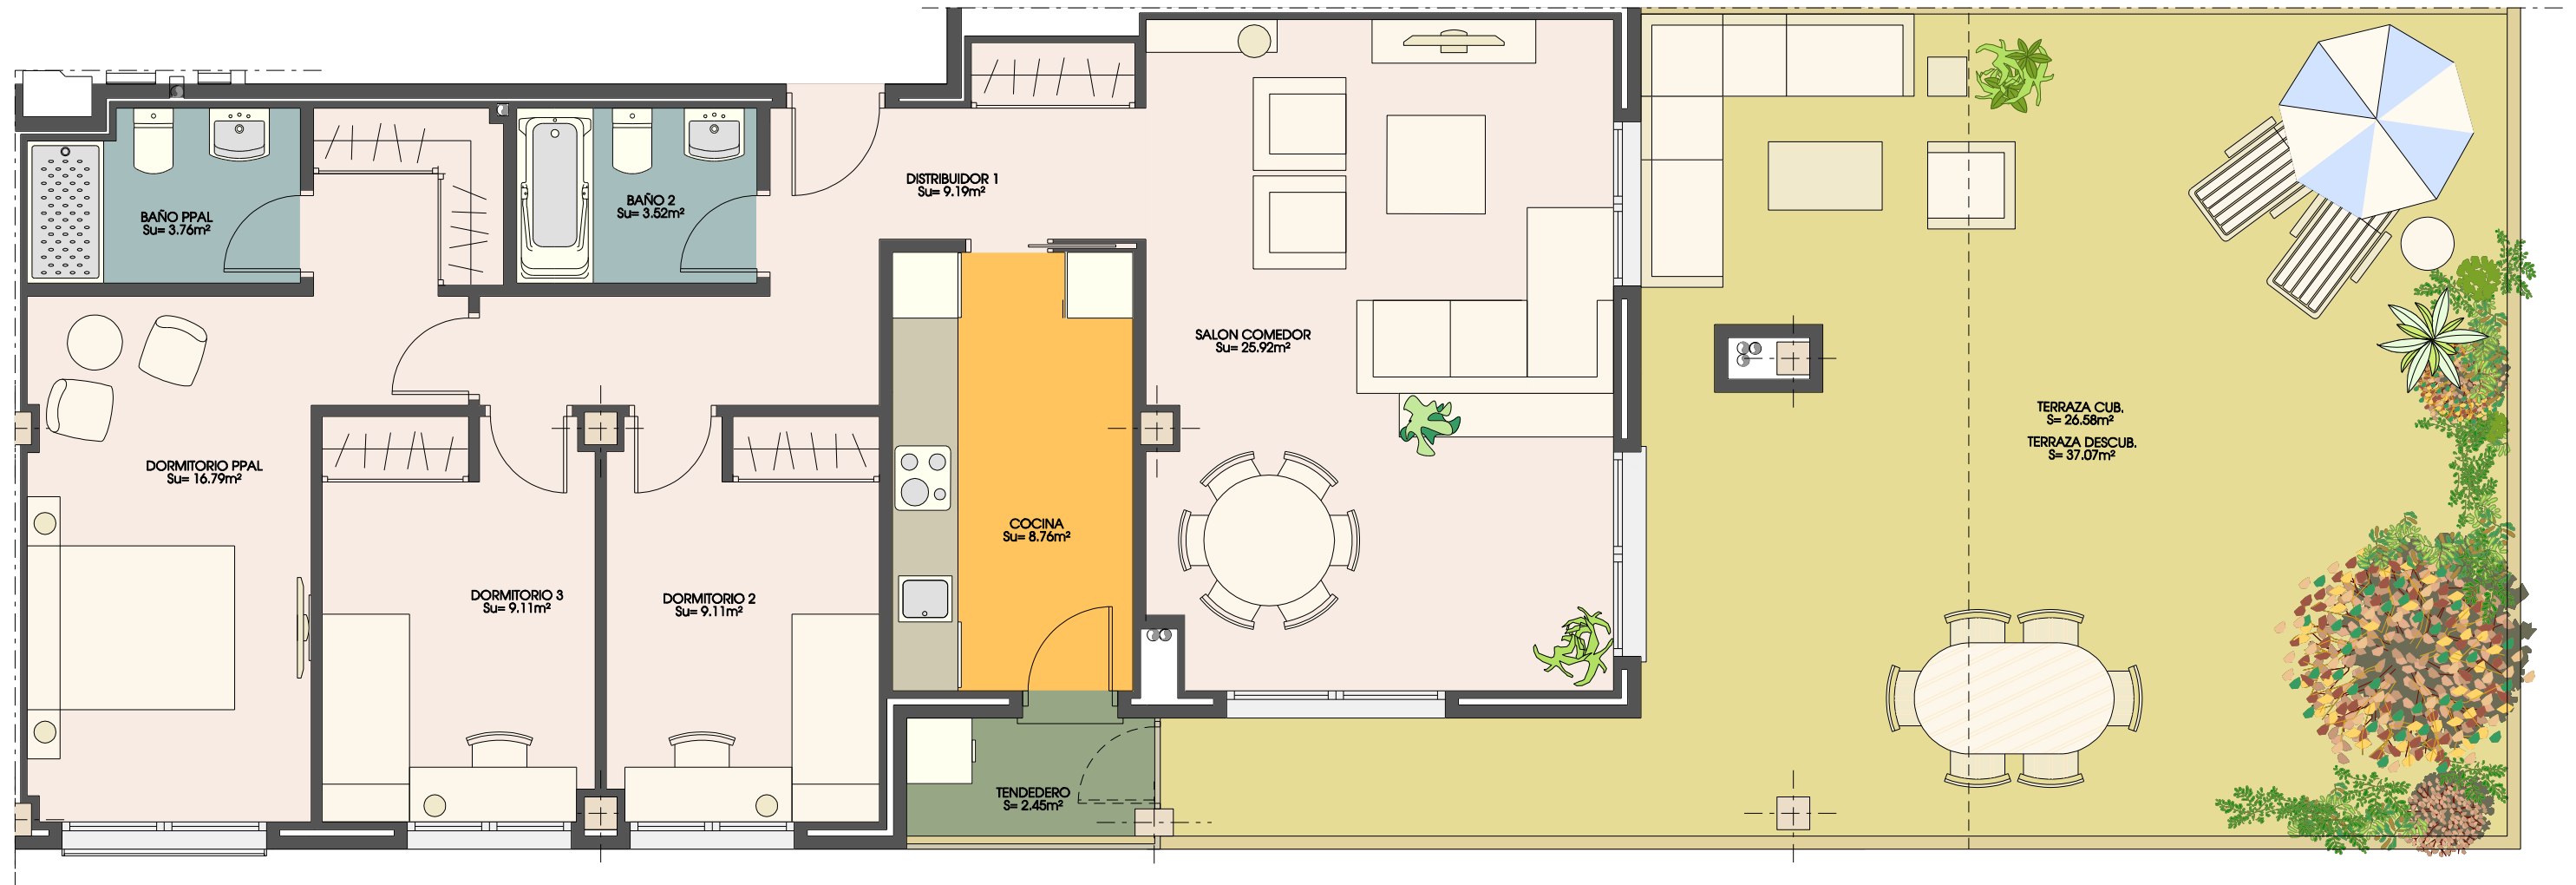 BAÑO PPAL
Su= 3.76m²
BAÑO 2
Su= 3.52m²
DISTRIBUIDOR 1
Su= 9.19m²
SALON COMEDOR
Su= 25.92m²
TERRAZA CUB.
S= 26.58m²
TERRAZA DESCUB.
S= 37.07m²
DORMITORIO PPAL
Su= 16.79m²
COCINA
Su= 8.76m²
DORMITORIO 3
Su= 9.11m²
DORMITORIO 2
Su= 9.11m²
TENDEDERO
S= 2.45m²